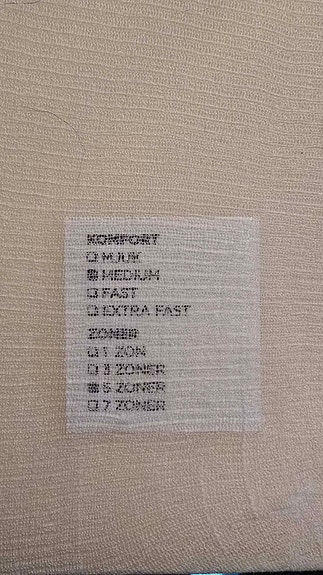 KOMFORT
☐ MJUK
☒ MEDIUM
☐ FAST
☐ EXTRA FAST
ZONER
☐ 1 ZON
☐ 3 ZONER
☒ 5 ZONER
☐ 7 ZONER